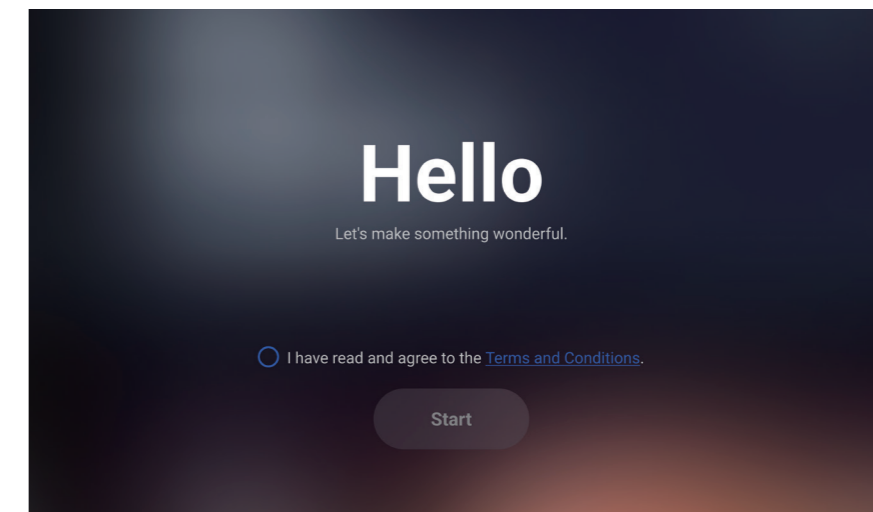 Hello
Let's make something wonderful.
I have read and agree to the Terms and Conditions.
Start